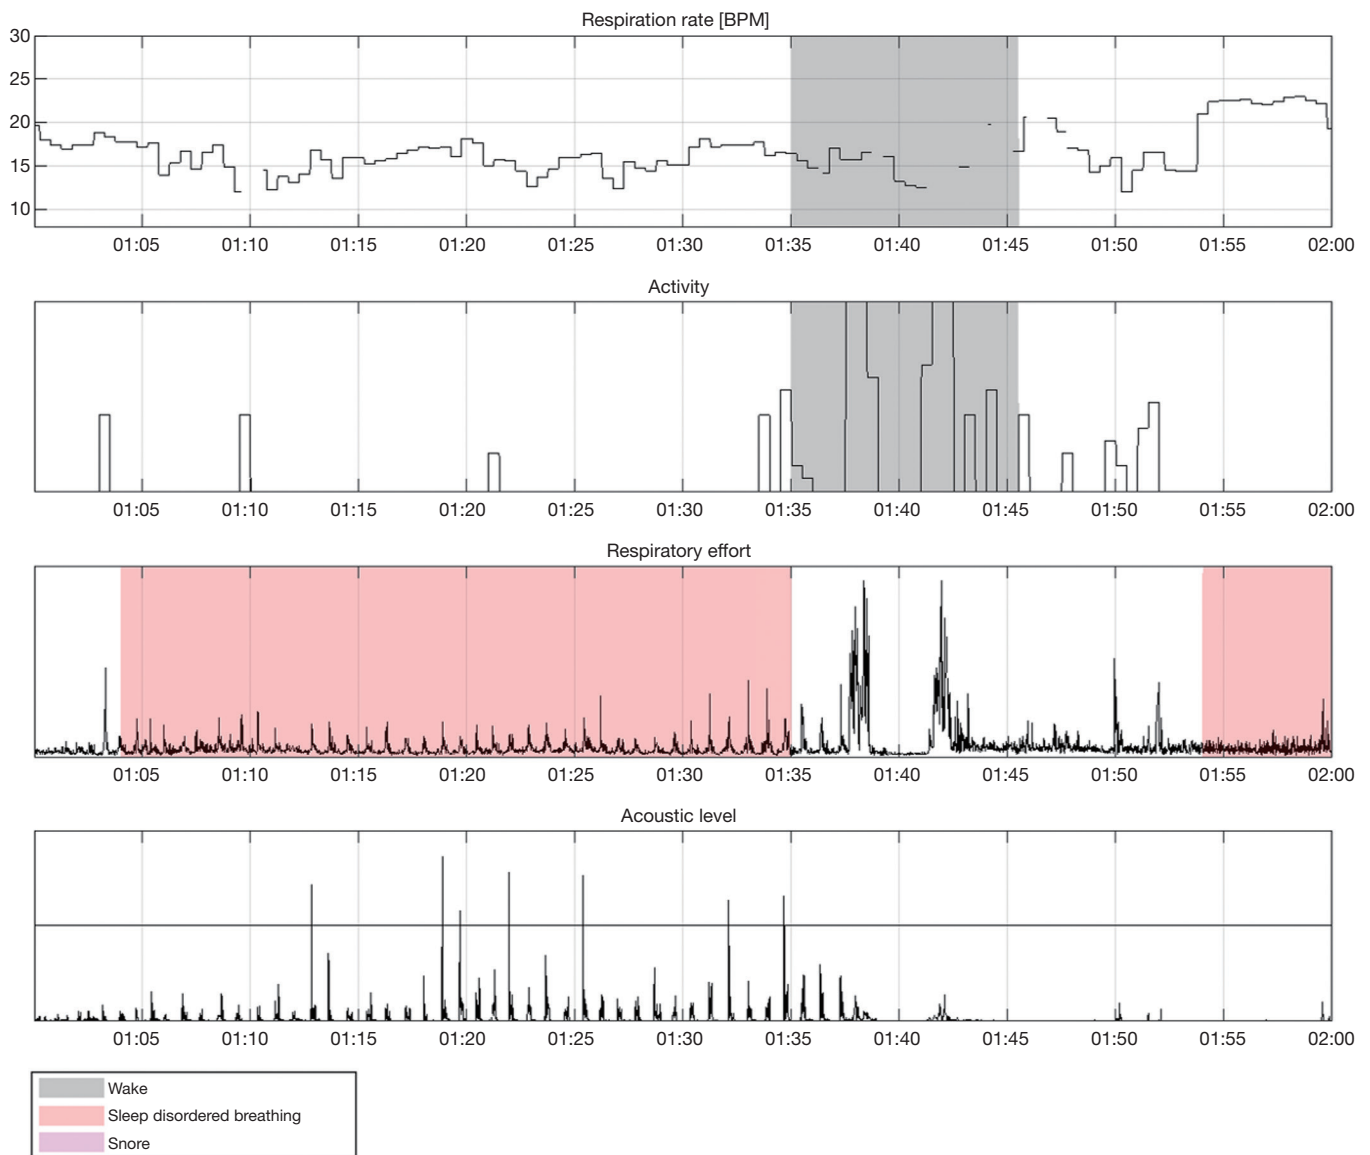 Respiration rate [BPM]
30
25
20
15
10
01:05 01:10 01:15 01:20 01:25 01:30 01:35 01:40 01:45 01:50 01:55 02:00
Activity
01:05 01:10 01:15 01:20 01:25 01:30 01:35 01:40 01:45 01:50 01:55 02:00
Respiratory effort
01:05 01:10 01:15 01:20 01:25 01:30 01:35 01:40 01:45 01:50 01:55 02:00
Acoustic level
01:05 01:10 01:15 01:20 01:25 01:30 01:35 01:40 01:45 01:50 01:55 02:00
Wake
Sleep disordered breathing
Snore